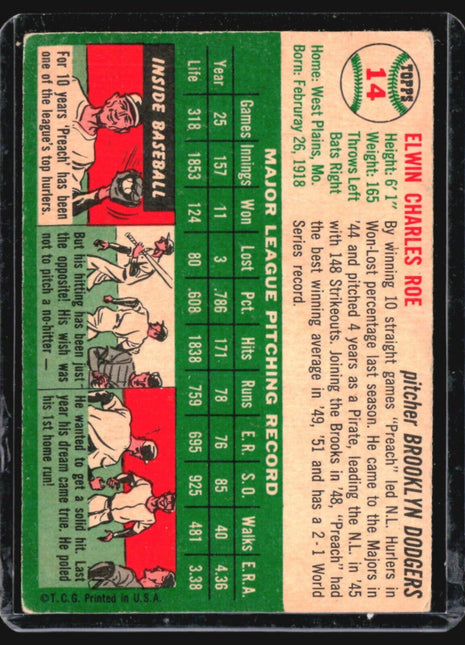 TOPPS
14
ELWIN CHARLES ROE
pitcher BROOKLYN DODGERS
Height: 6' 1"
Weight: 165
Throws Left
Bats Right
Home: West Plains, Mo.
Born: Februray 26, 1918
By winning 10 straight games "Preach" led N.L. Hurlers in
Won-Lost percentage last season. He came to the Majors in
'44 and pitched 4 years as a Pirate, leading the N.L. in '45
with 148 Strikeouts. Joining the Brooks in '48, "Preach" had
the best winning average in '49, '51 and has a 2-1 World
Series record.
MAJOR LEAGUE PITCHING RECORD
Games Innings Won Lost Pct. Hits Runs E.R. S.O. Walks E.R.A.
Year 25 157 11 3 .786 171 78 76 85 40 4.36
Life 318 1853 124 80 .608 1838 .759 695 925 481 3.38
INSIDE BASEBALL
For 10 years 'Preach has been
one of the league's top hurlers.
But his hitting has been just
the opposite! His wish was
not to pitch a no-hitter —
He wanted to get a solid hit. Last
year his dream came true. He poled
his 1st home run!
©T.C.G. Printed in U.S.A.